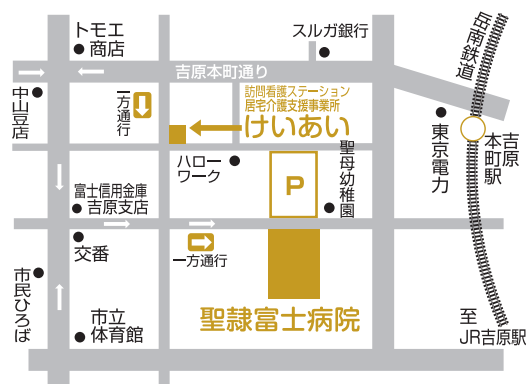 トモエ
商店
スルガ銀行
岳南鉄道
吉原本町通り
中山豆店
一方通行
訪問看護ステーション
居宅介護支援事業所
けいあい
東京電力
吉原
本町駅
ハロー
ワーク
聖母幼稚園
P
富士信用金庫
吉原支店
交番
一方通行
市民ひろば
市立
体育館
聖隷富士病院
至
JR吉原駅